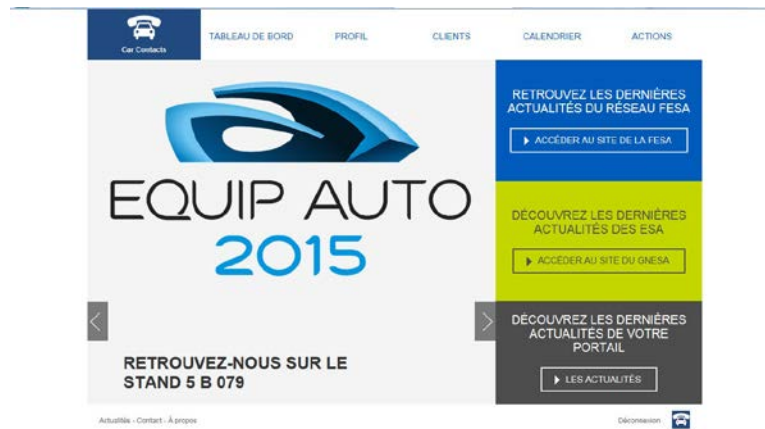 Car Contacts
TABLEAU DE BORD
PROFIL
CLIENTS
CALENDRIER
ACTIONS
EQUIP AUTO
2015
RETROUVEZ-NOUS SUR LE
STAND 5 B 079
RETROUVEZ LES DERNIÈRES
ACTUALITÉS DU RÉSEAU FESA
ACCÉDER AU SITE DE LA FESA
DÉCOUVREZ LES DERNIÈRES
ACTUALITÉS DES ESA
ACCÉDER AU SITE DU GNESA
DÉCOUVREZ LES DERNIÈRES
ACTUALITÉS DE VOTRE
PORTAIL
LES ACTUALITÉS
Actualités - Contact - À propos
Déconnexion